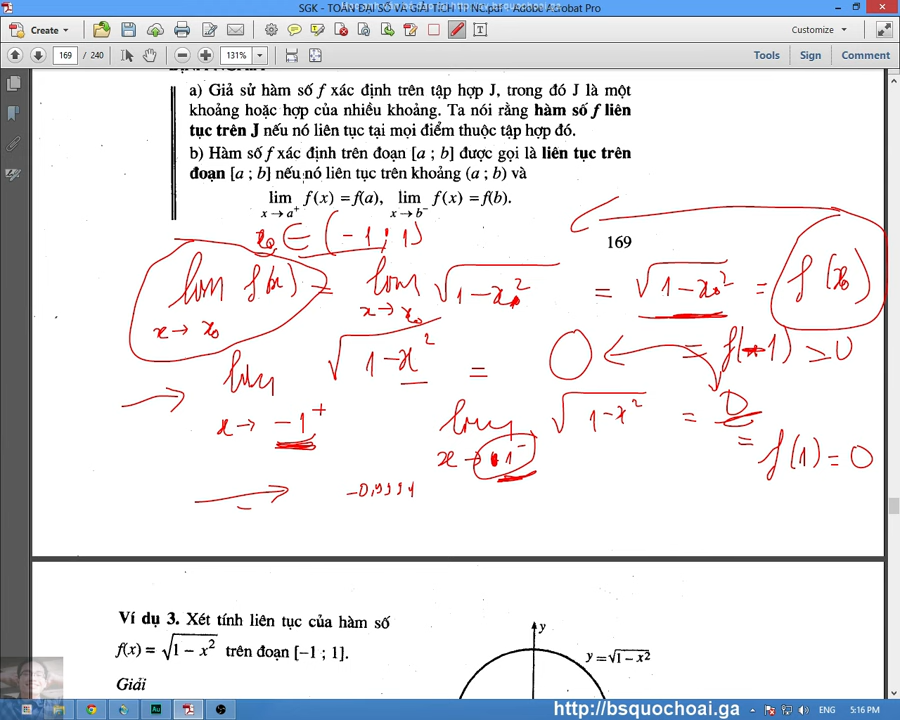 SGK - TOÁN ĐẠI SỐ VÀ GIẢI TÍCH 11 NC.pdf - Adobe Acrobat Pro
Create
Customize
169 / 240
131%
Tools
Sign
Comment
a) Giả sử hàm số f xác định trên tập hợp J, trong đó J là một
khoảng hoặc hợp của nhiều khoảng. Ta nói rằng hàm số f liên
tục trên J nếu nó liên tục tại mọi điểm thuộc tập hợp đó.
b) Hàm số f xác định trên đoạn [a ; b] được gọi là liên tục trên
đoạn [a ; b] nếu nó liên tục trên khoảng (a ; b) và
lim x→a⁺ f(x) = f(a), lim x→b⁻ f(x) = f(b).
x₀ ∈ (-1 ; 1)
169
lim x→x₀ f(x) = lim x→x₀ √1-x₀² = √1-x₀² = f(x₀)
lim x→-1⁺ √1-x² = 0 = f(-1) = 0
lim x→1⁻ √1-x² = 0 = f(1) = 0
Ví dụ 3. Xét tính liên tục của hàm số
f(x) = √1 - x² trên đoạn [-1 ; 1].
Giải
y
y=√1-x²
http://bsquochoai.ga
ENG
5:16 PM